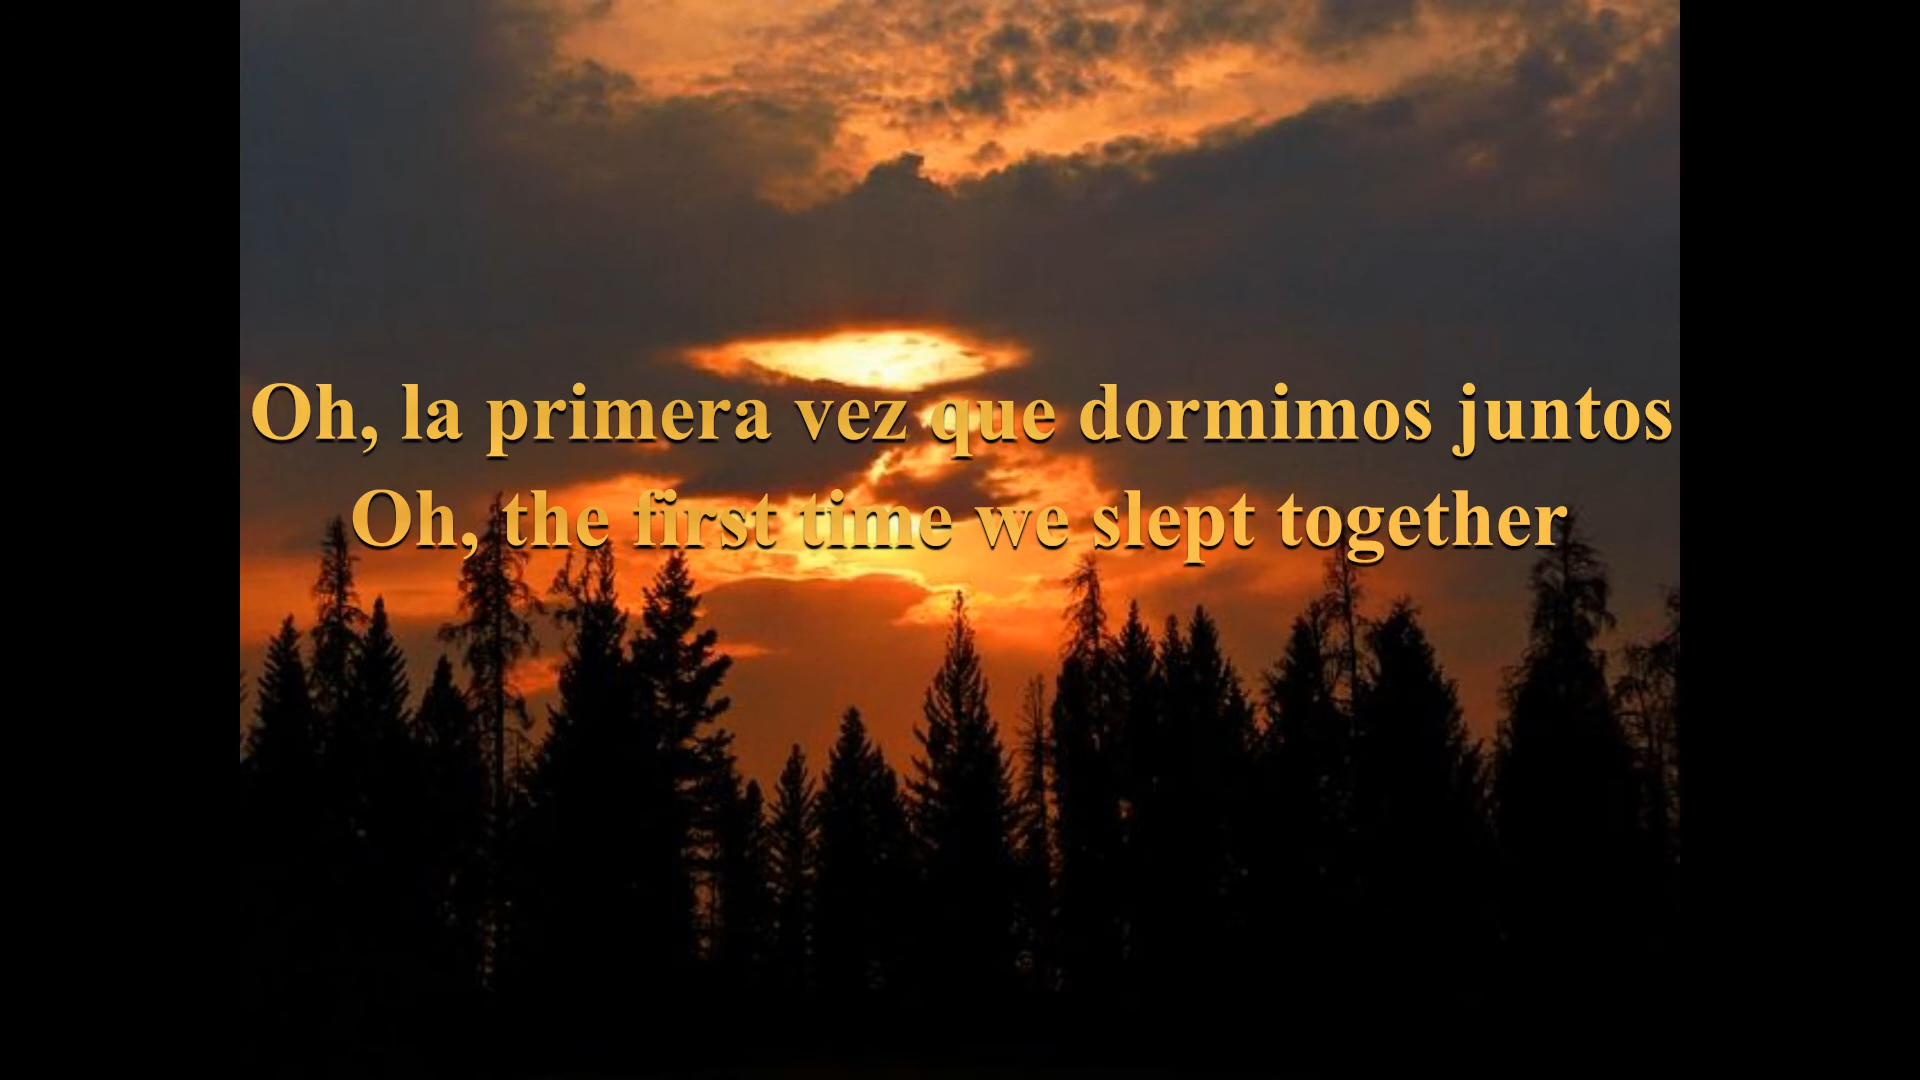 Oh, la primera vez que dormimos juntos
Oh, the first time we slept together